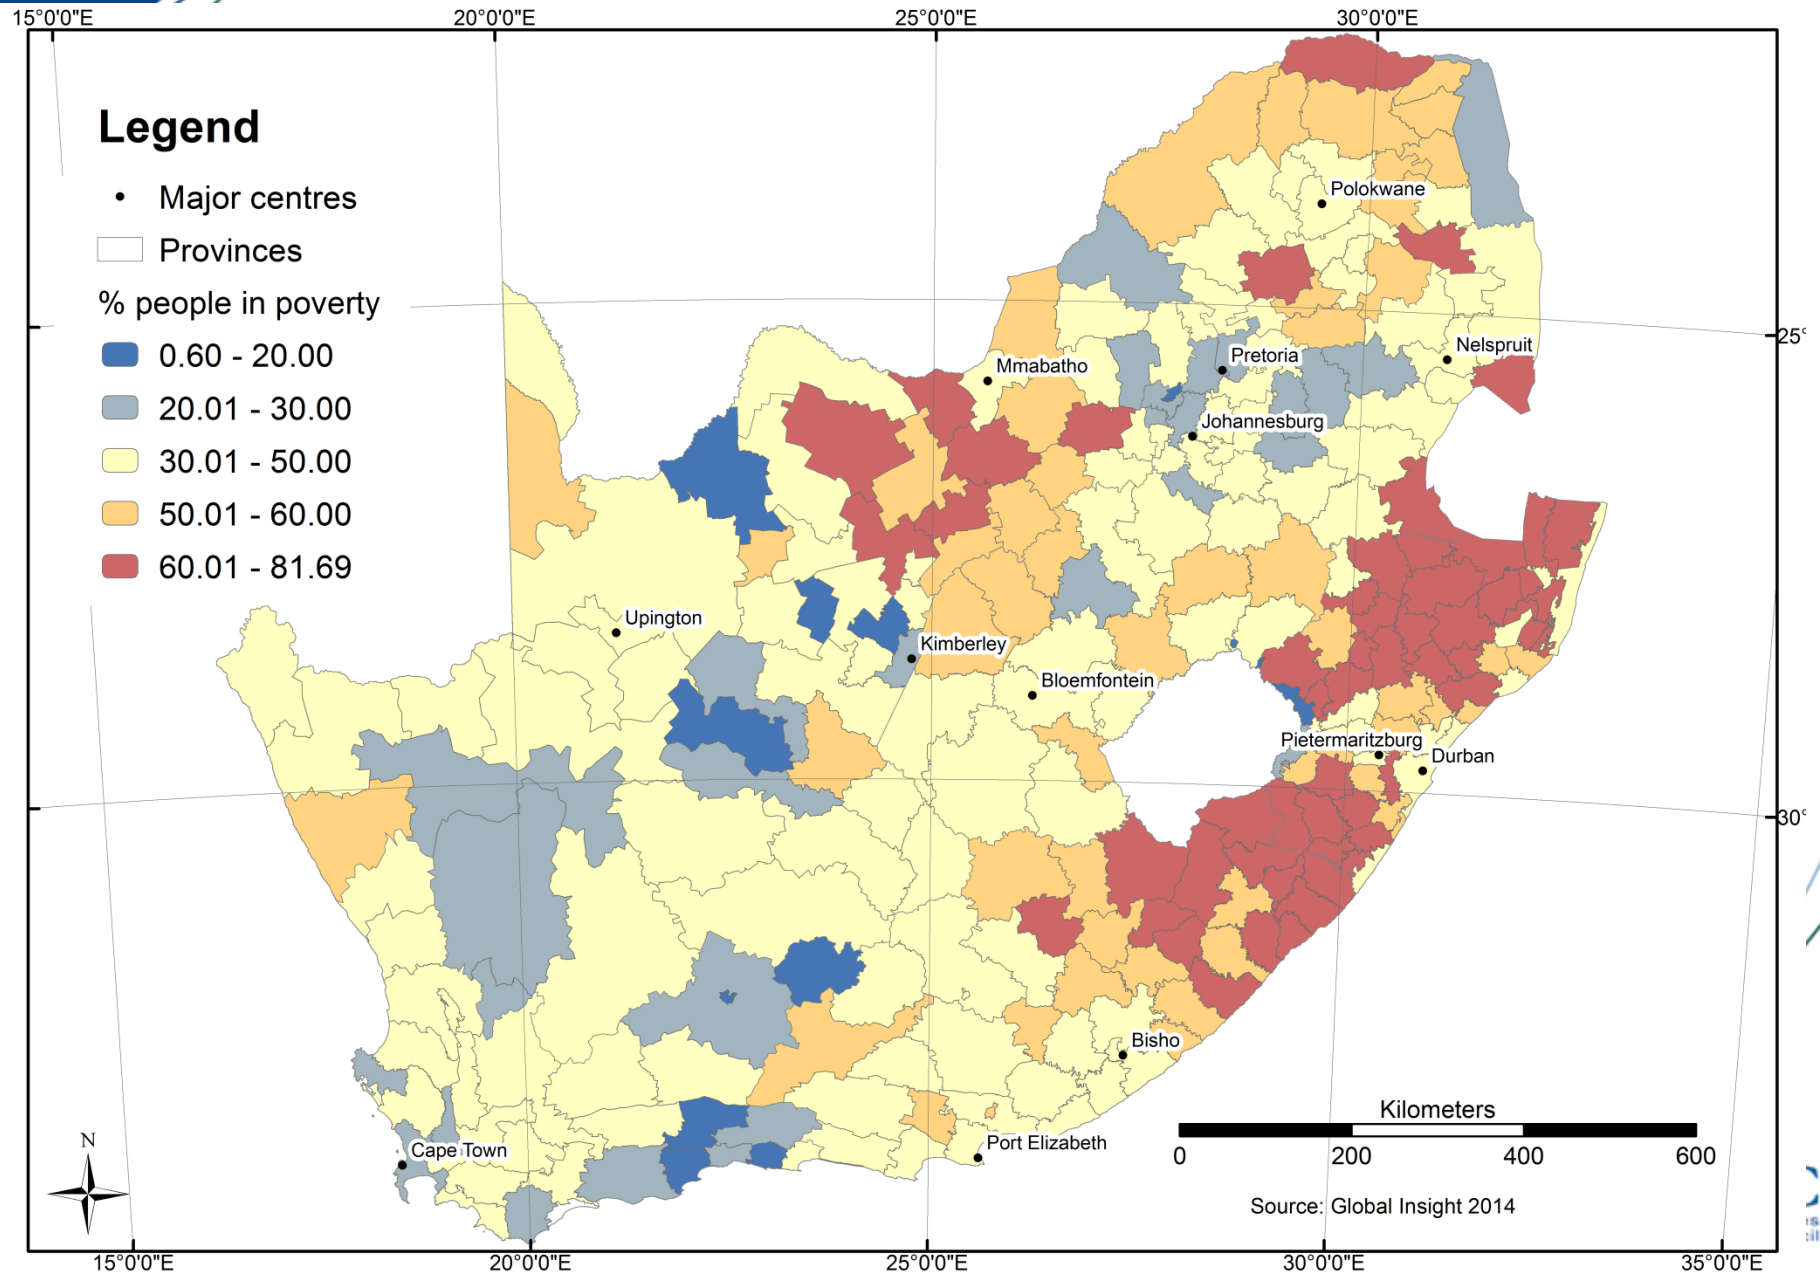 15°0'0"E 20°0'0"E 25°0'0"E 30°0'0"E
Legend
Major centres
Provinces
% people in poverty
0.60 - 20.00
20.01 - 30.00
30.01 - 50.00
50.01 - 60.00
60.01 - 81.69
Polokwane
25°
Nelspruit
Pretoria
Mmabatho
Johannesburg
Upington
Kimberley
Bloemfontein
Pietermaritzburg
Durban
30°
Bisho
Port Elizabeth
Cape Town
N
Kilometers
0 200 400 600
Source: Global Insight 2014
15°0'0"E 20°0'0"E 25°0'0"E 30°0'0"E 35°0'0"E